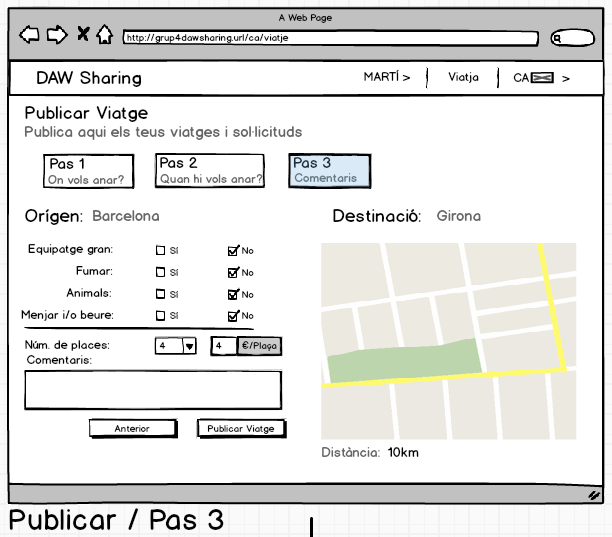 A Web Page
http://grup4dawsharing.url/ca/viatje
DAW Sharing
MARTÍ >
Viatja
CA >
Publicar Viatge
Publica aqui els teus viatges i sol·licituds
Pas 1
On vols anar?
Pas 2
Quan hi vols anar?
Pas 3
Comentaris
Orígen: Barcelona
Destinació: Girona
Equipatge gran: Sí No
Fumar: Sí No
Animals: Sí No
Menjar i/o beure: Sí No
Núm. de places: 4 4 €/Plaça
Comentaris:
Anterior
Publicar Viatge
Distància: 10km
Publicar / Pas 3